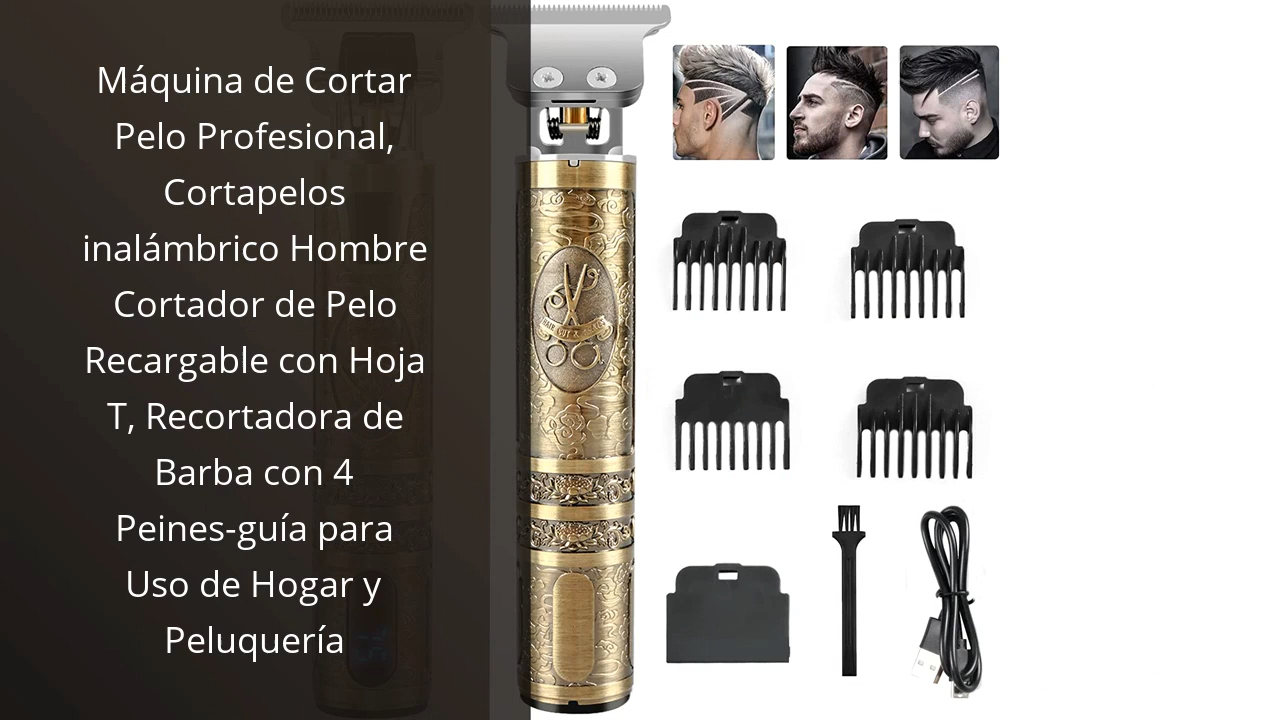 Máquina de Cortar
Pelo Profesional,
Cortapelos
inalámbrico Hombre
Cortador de Pelo
Recargable con Hoja
T, Recortadora de
Barba con 4
Peines-guía para
Uso de Hogar y
Peluquería